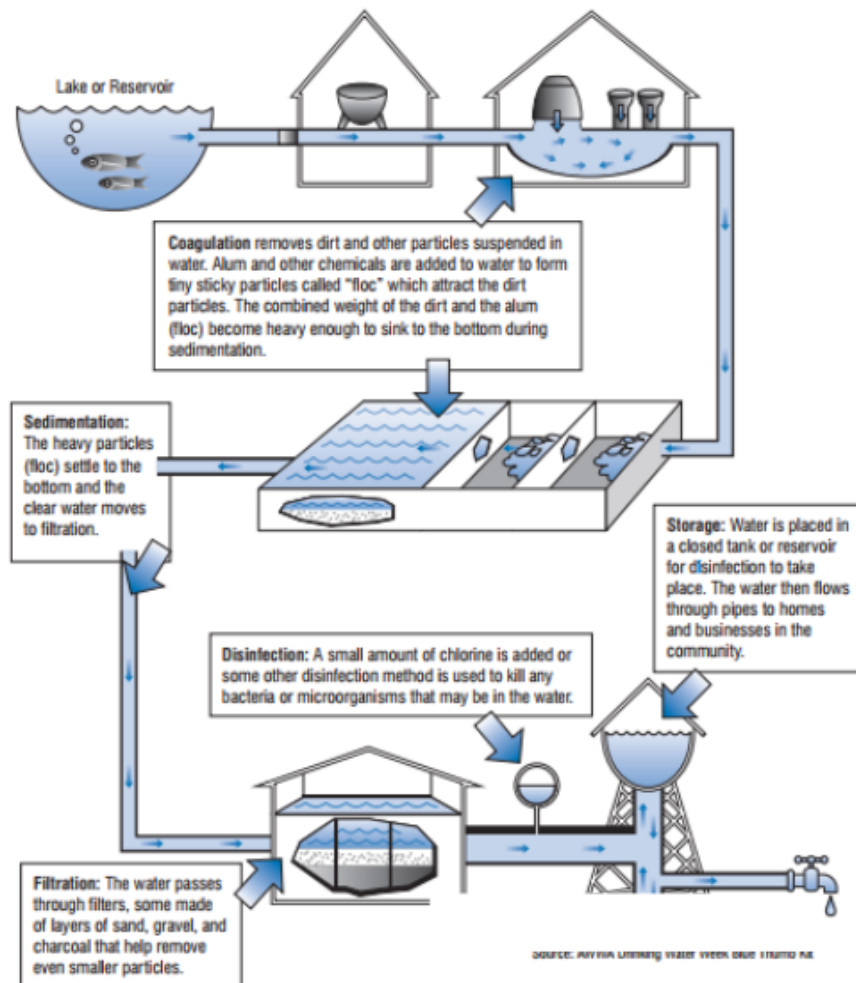 Lake or Reservoir
Coagulation removes dirt and other particles suspended in
water. Alum and other chemicals are added to water to form
tiny sticky particles called “floc” which attract the dirt
particles. The combined weight of the dirt and the alum
(floc) become heavy enough to sink to the bottom during
sedimentation.
Sedimentation:
The heavy particles
(floc) settle to the
bottom and the
clear water moves
to filtration.
Storage: Water is placed in
a closed tank or reservoir
for disinfection to take
place. The water then flows
through pipes to homes
and businesses in the
community.
Disinfection: A small amount of chlorine is added or
some other disinfection method is used to kill any
bacteria or microorganisms that may be in the water.
Filtration: The water passes
through filters, some made
of layers of sand, gravel, and
charcoal that help remove
even smaller particles.
Source: AWWA Drinking Water Week Blue Thumb Kit